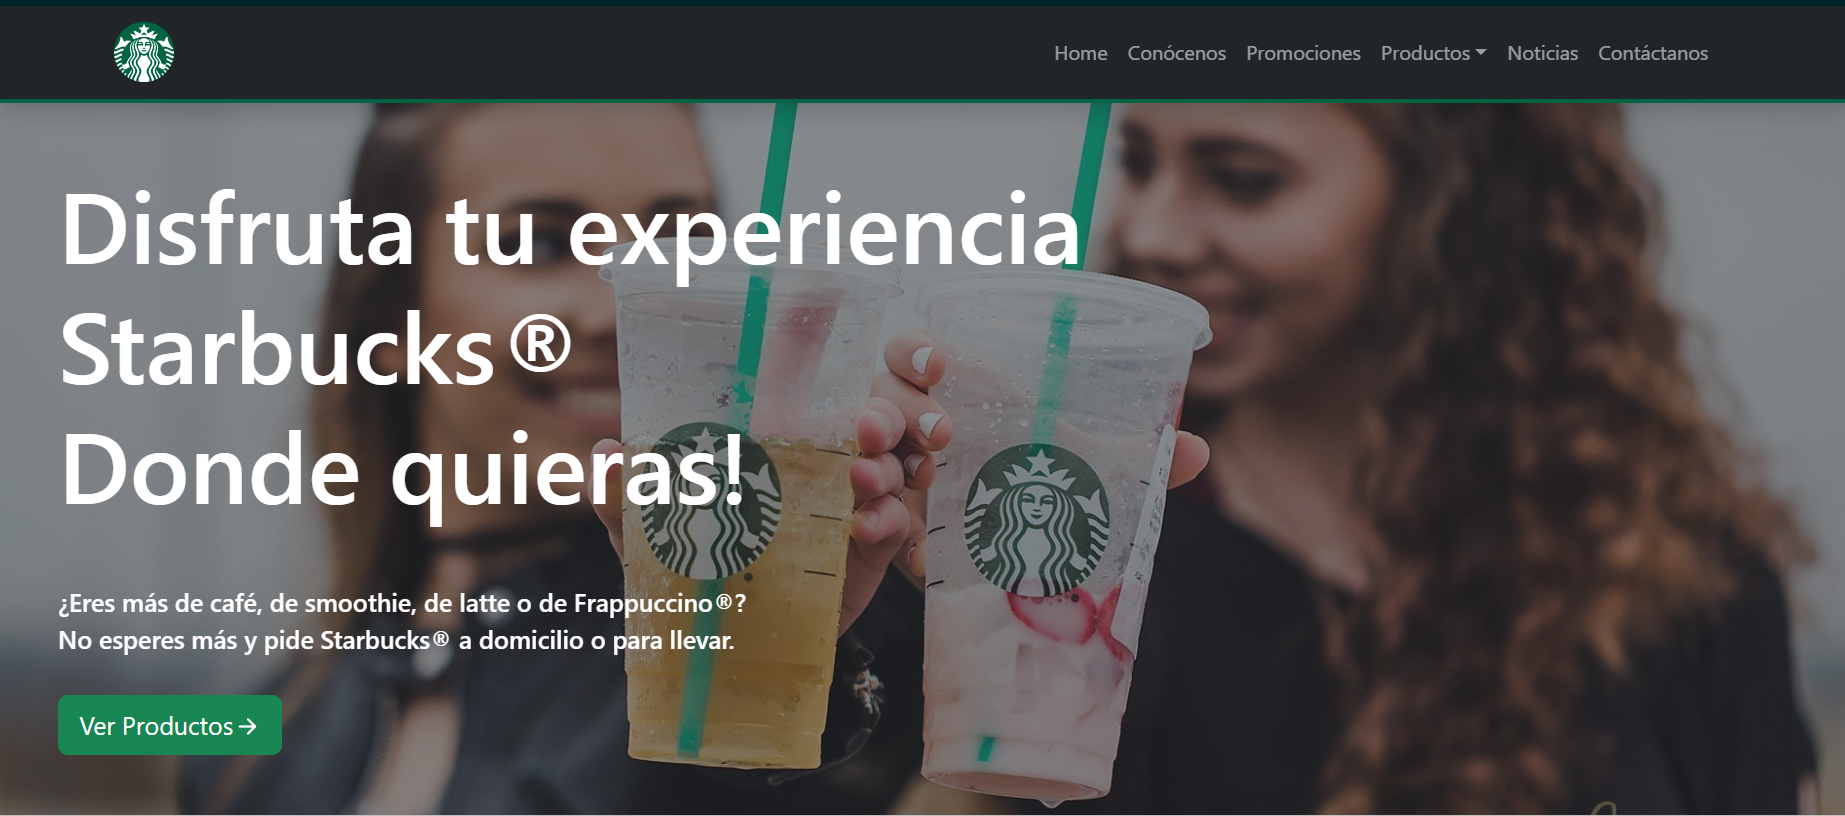 Home Conócenos Promociones Productos Noticias Contáctanos
Disfruta tu experiencia
Starbucks®
Donde quieras!
¿Eres más de café, de smoothie, de latte o de Frappuccino®?
No esperes más y pide Starbucks® a domicilio o para llevar.
Ver Productos